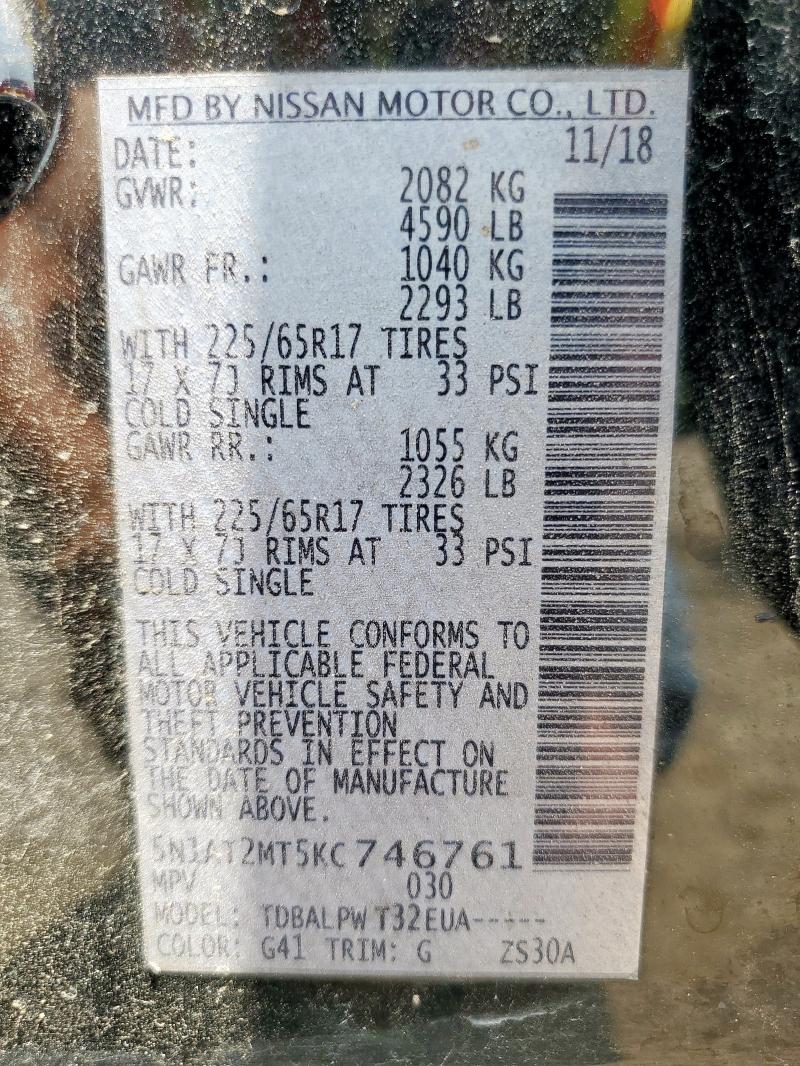 MFD BY NISSAN MOTOR CO., LTD.
DATE: 11/18
GVWR: 2082 KG
4590 LB
GAWR FR.: 1040 KG
2293 LB
WITH 225/65R17 TIRES
17 X 7J RIMS AT 33 PSI
COLD SINGLE
GAWR RR.: 1055 KG
2326 LB
WITH 225/65R17 TIRES
17 X 7J RIMS AT 33 PSI
COLD SINGLE
THIS VEHICLE CONFORMS TO
ALL APPLICABLE FEDERAL
MOTOR VEHICLE SAFETY AND
THEFT PREVENTION
STANDARDS IN EFFECT ON
THE DATE OF MANUFACTURE
SHOWN ABOVE.
5N1AT2MT5KC746761
MPV 030
MODEL: TDBALPW T32EUA-----
COLOR: G41 TRIM: G ZS30A